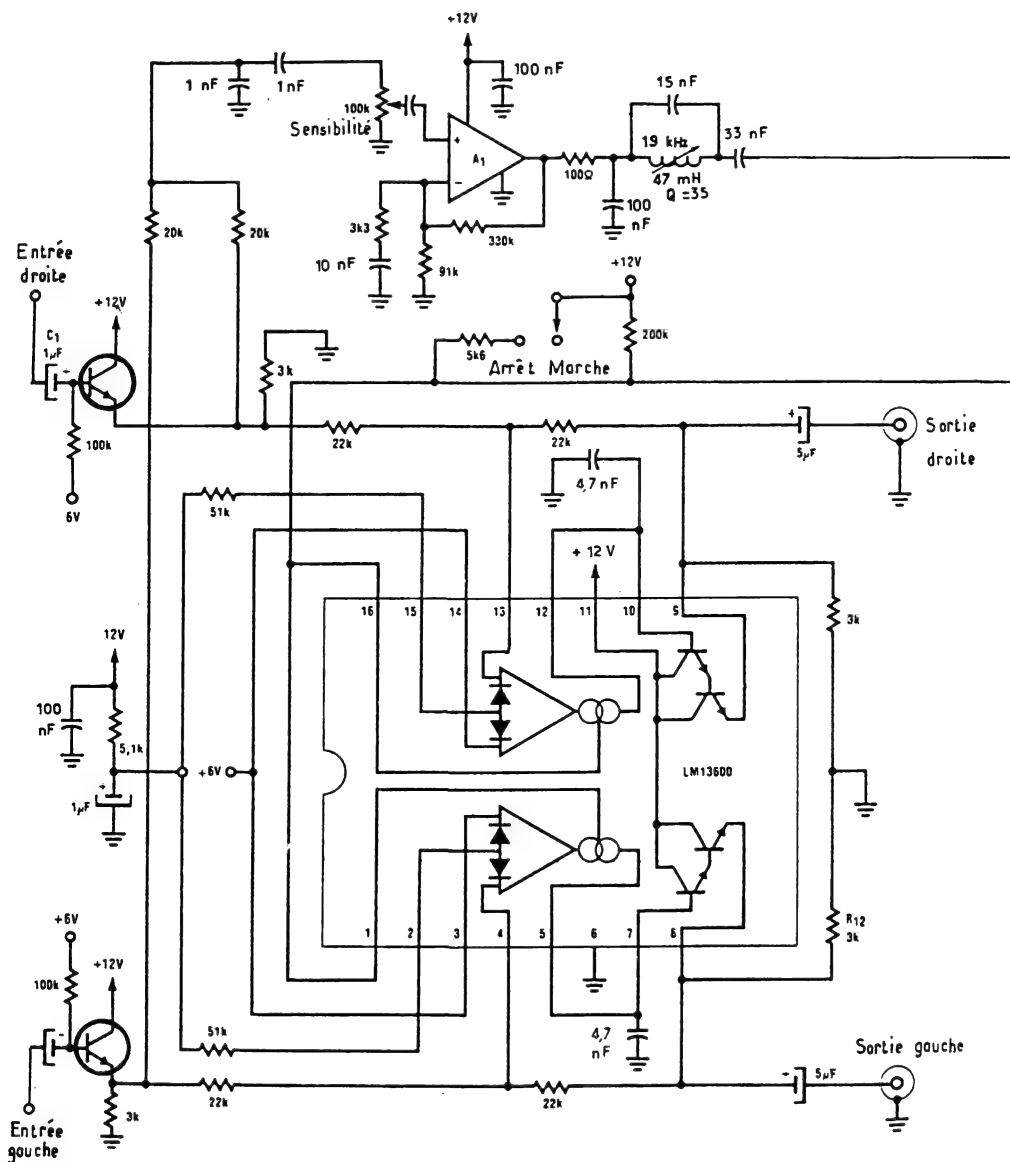 +12V
1 nF
1 nF
100 nF
100k
Sensibilité
+
A1
−
15 nF
19 kHz
47 mH
Q =35
33 nF
100Ω
100 nF
3k3
330k
10 nF
91k
20k
20k
Entrée droite
+12V
C1
1µF
100k
6V
3k
+12V
200k
5k6
Arrêt Marche
22k
22k
+
5µF
Sortie droite
4,7 nF
51k
+ 12 V
16
15
14
13
12
11
10
9
3k
12V
100 nF
5,1k
+
1µF
+6V
LM13600
1
2
3
4
5
6
7
8
R12
3k
+6V
100k
+12V
51k
4,7 nF
3k
22k
22k
5µF
Sortie gauche
Entrée gauche